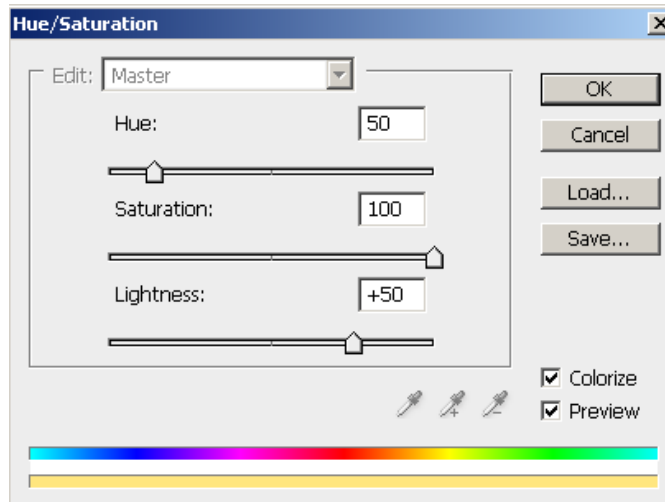 Hue/Saturation
Edit: Master
Hue: 50
Saturation: 100
Lightness: +50
OK
Cancel
Load...
Save...
Colorize
Preview